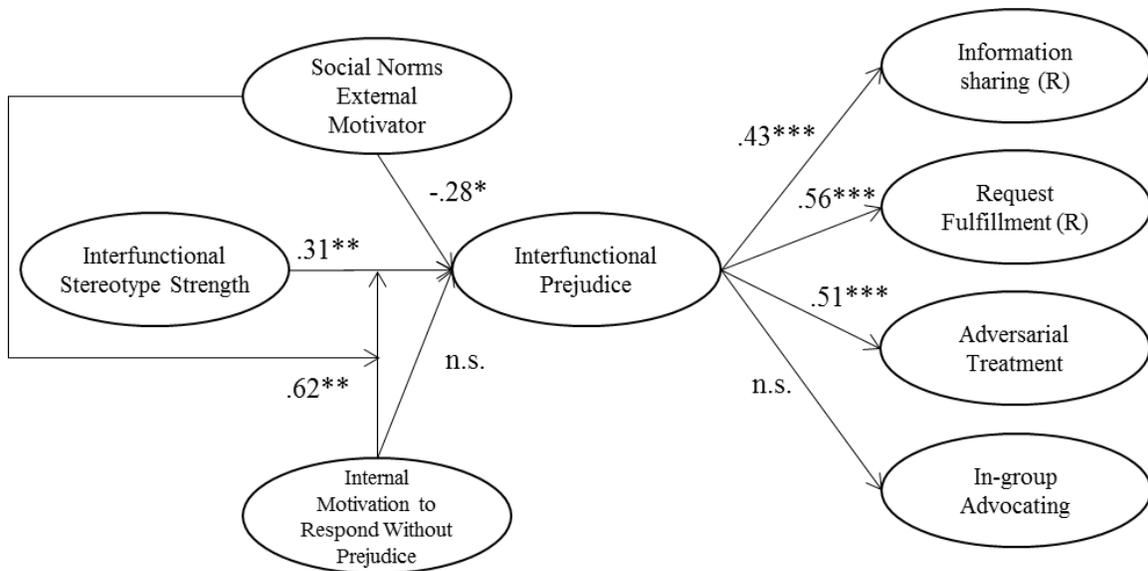 Social Norms
External
Motivator
Information
sharing (R)
.43***
-.28*
.56***
Request
Fulfillment (R)
Interfunctional
Stereotype Strength
.31**
Interfunctional
Prejudice
.51***
Adversarial
Treatment
.62**
n.s.
n.s.
In-group
Advocating
Internal
Motivation to
Respond Without
Prejudice